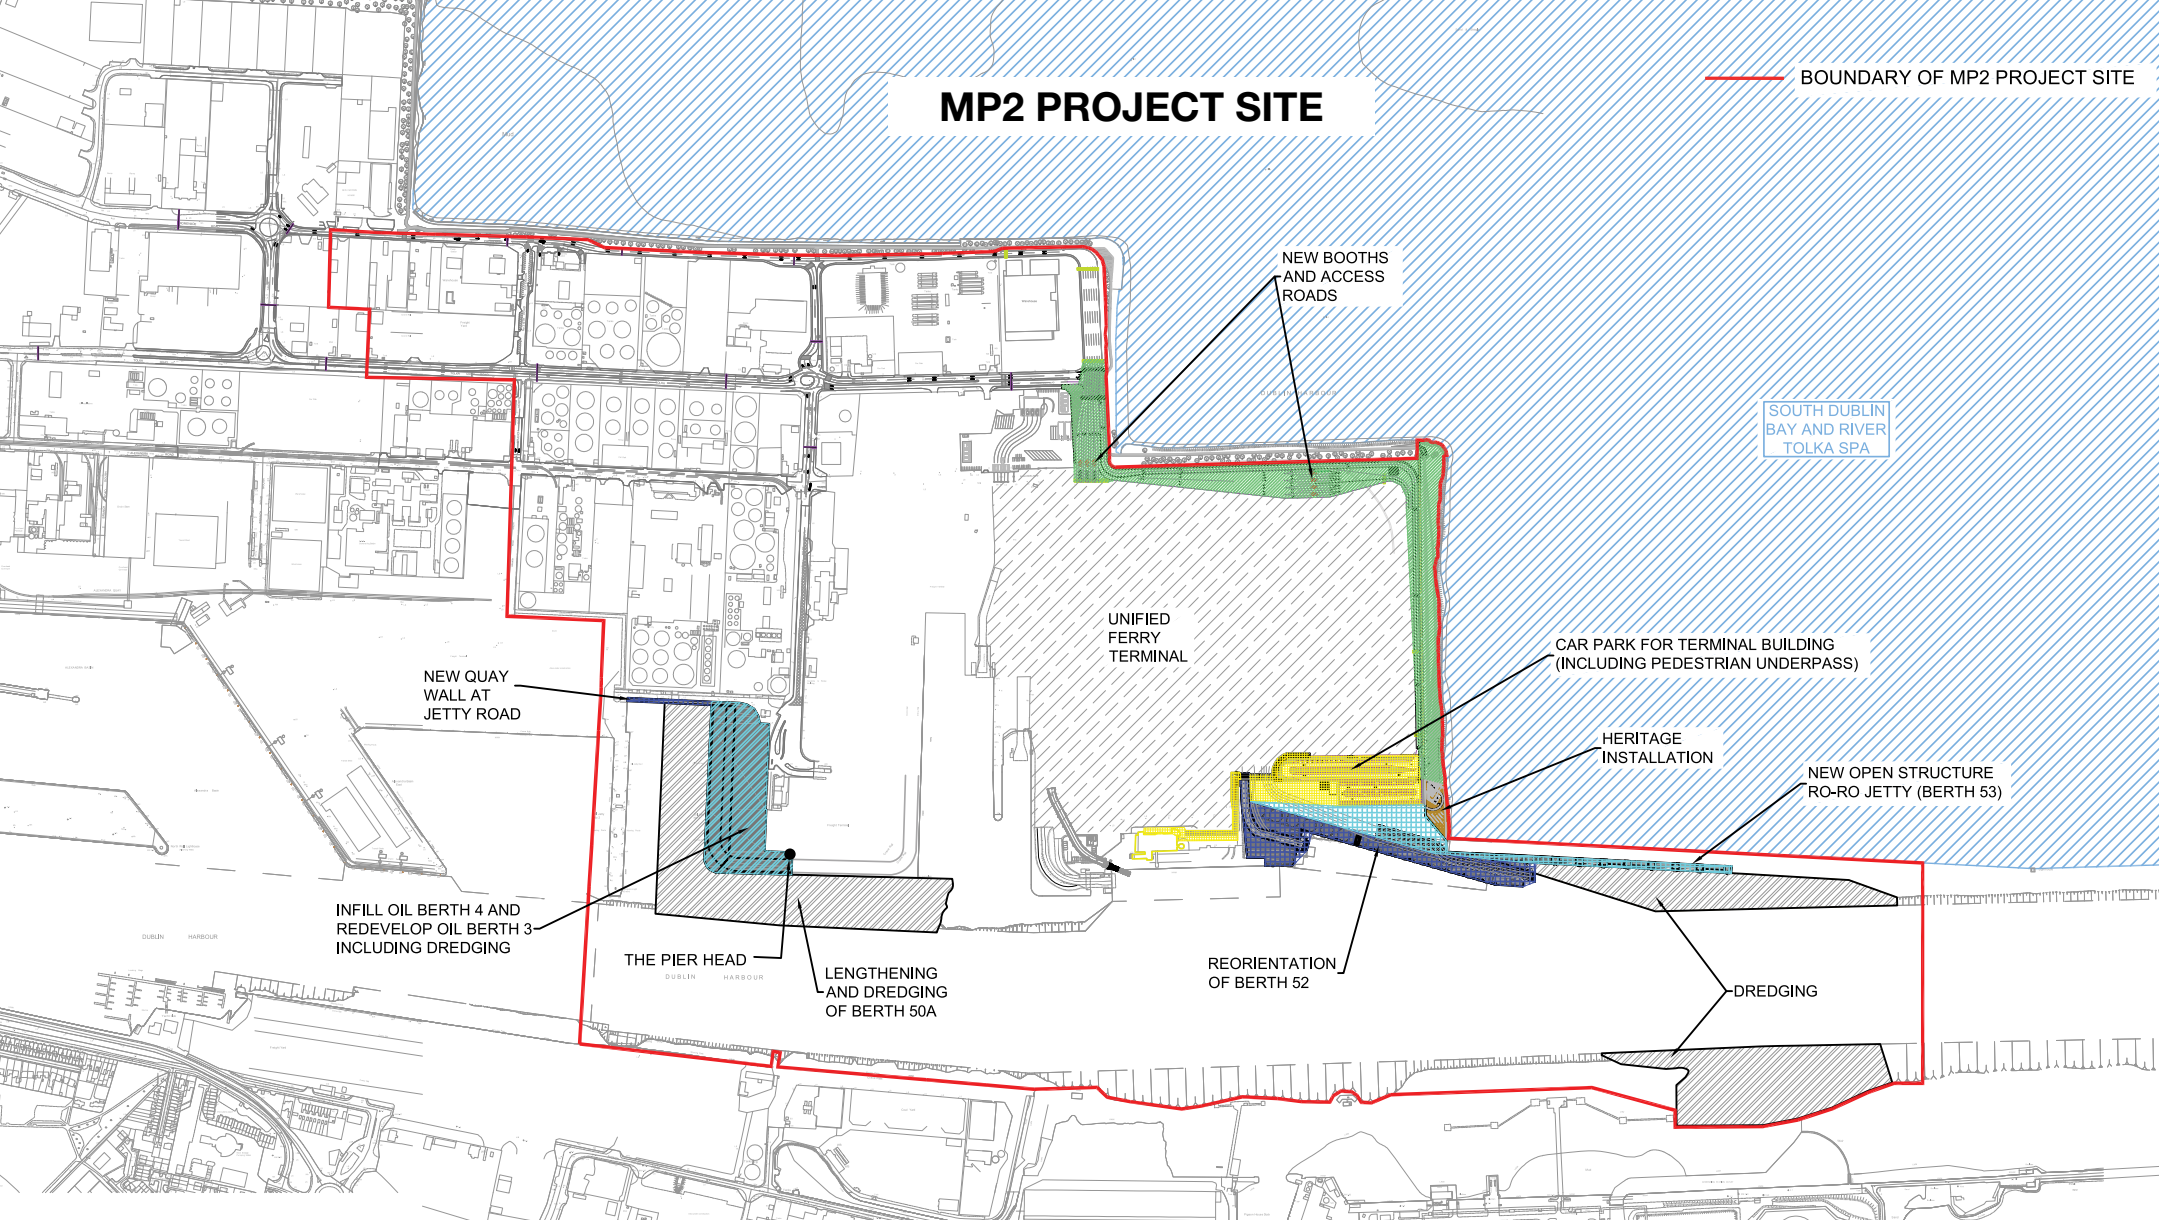 MP2 PROJECT SITE
BOUNDARY OF MP2 PROJECT SITE
NEW BOOTHS
AND ACCESS
ROADS
DUBLIN HARBOUR
SOUTH DUBLIN
BAY AND RIVER
TOLKA SPA
UNIFIED
FERRY
TERMINAL
CAR PARK FOR TERMINAL BUILDING
(INCLUDING PEDESTRIAN UNDERPASS)
NEW QUAY
WALL AT
JETTY ROAD
HERITAGE
INSTALLATION
NEW OPEN STRUCTURE
RO-RO JETTY (BERTH 53)
INFILL OIL BERTH 4 AND
REDEVELOP OIL BERTH 3
INCLUDING DREDGING
DUBLIN HARBOUR
THE PIER HEAD
DUBLIN HARBOUR
LENGTHENING
AND DREDGING
OF BERTH 50A
REORIENTATION
OF BERTH 52
DREDGING